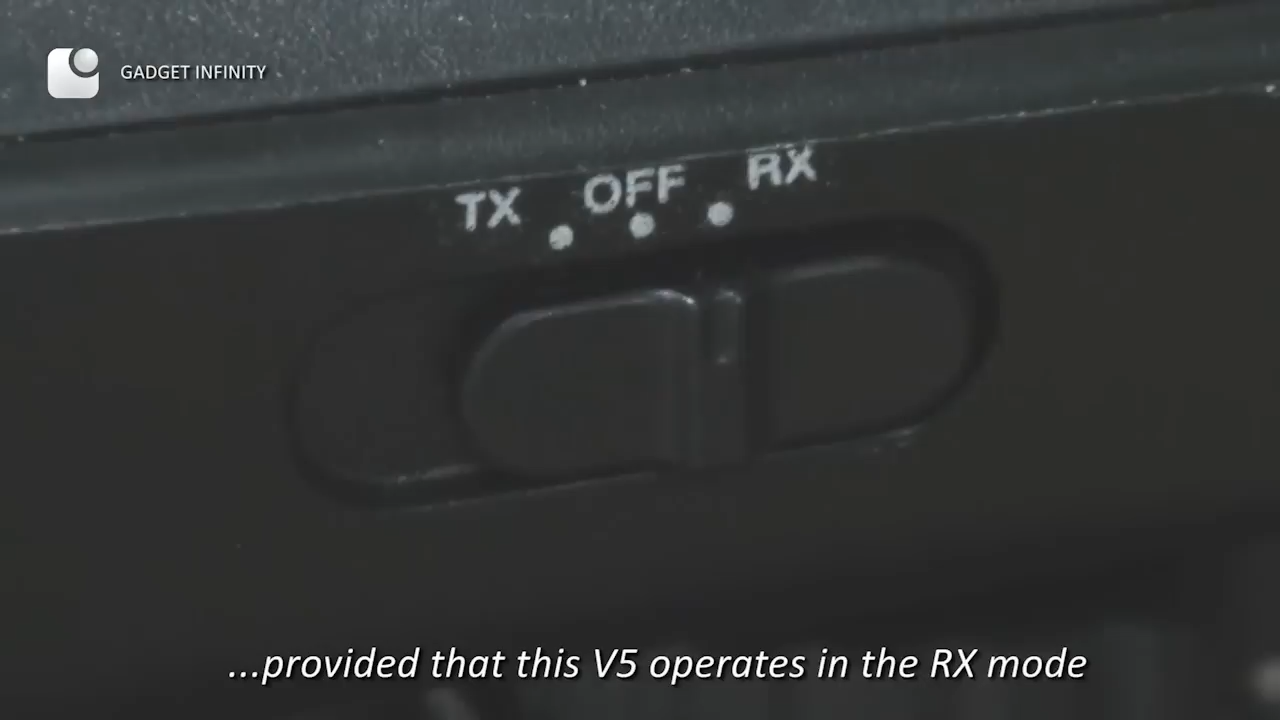 GADGET INFINITY
TX OFF RX
...provided that this V5 operates in the RX mode